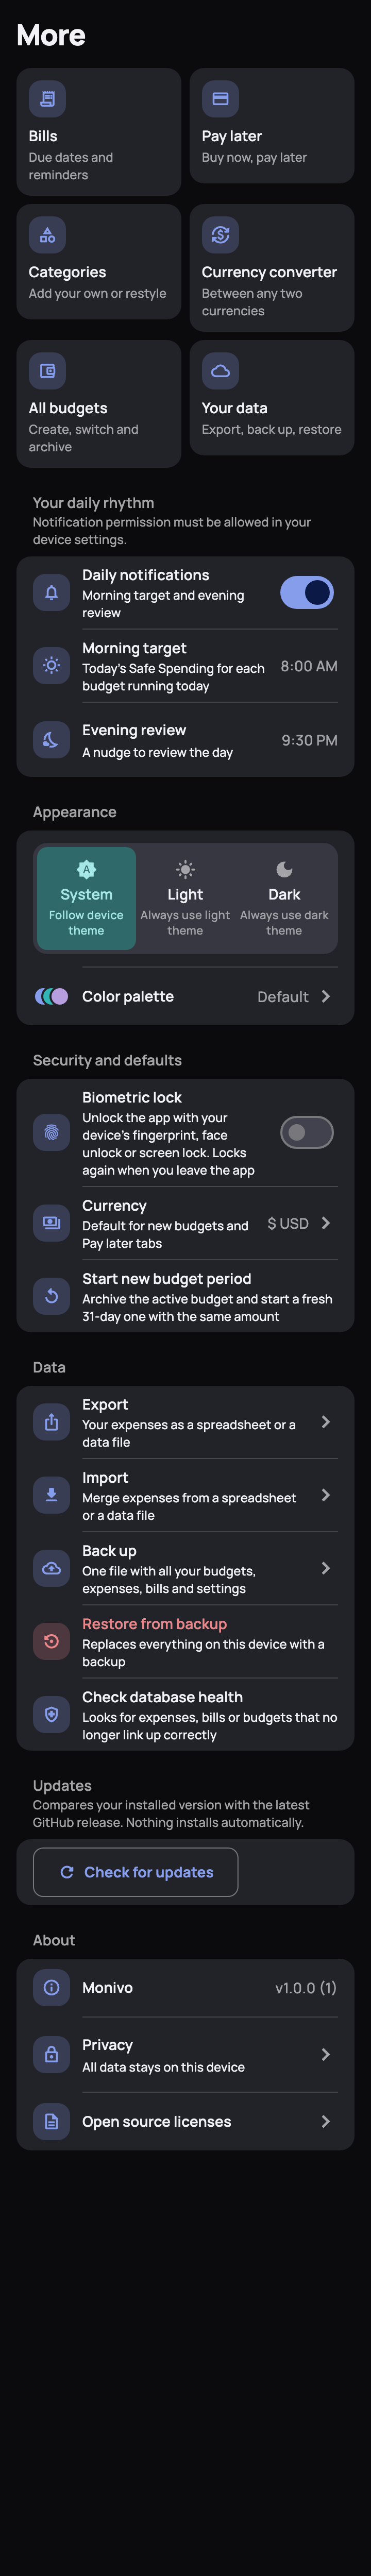 More
Bills
Due dates and
reminders
Pay later
Buy now, pay later
Categories
Add your own or restyle
Currency converter
Between any two
currencies
All budgets
Create, switch and
archive
Your data
Export, back up, restore
Your daily rhythm
Notification permission must be allowed in your
device settings.
Daily notifications
Morning target and evening
review
Morning target
Today's Safe Spending for each
budget running today
8:00 AM
Evening review
A nudge to review the day
9:30 PM
Appearance
A
System
Follow device
theme
Light
Always use light
theme
Dark
Always use dark
theme
Color palette
Default
Security and defaults
Biometric lock
Unlock the app with your
device's fingerprint, face
unlock or screen lock. Locks
again when you leave the app
Currency
Default for new budgets and
Pay later tabs
$ USD
Start new budget period
Archive the active budget and start a fresh
31-day one with the same amount
Data
Export
Your expenses as a spreadsheet or a
data file
Import
Merge expenses from a spreadsheet
or a data file
Back up
One file with all your budgets,
expenses, bills and settings
Restore from backup
Replaces everything on this device with a
backup
Check database health
Looks for expenses, bills or budgets that no
longer link up correctly
Updates
Compares your installed version with the latest
GitHub release. Nothing installs automatically.
Check for updates
About
Monivo
v1.0.0 (1)
Privacy
All data stays on this device
Open source licenses